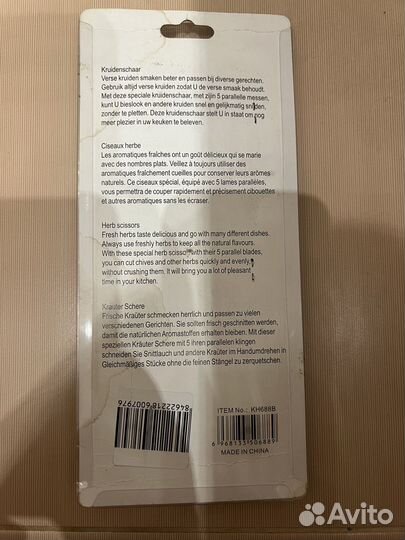 Kruidenschaar
Verse kruiden smaken beter en passen bij diverse gerechten.
Gebruik altijd verse kruiden zodat U de verse smaak behoudt.
Met deze speciale kruidenschaar, met zijn 5 parallelle messen,
kunt U bieslook en andere kruiden snel en gelijkmatig snijden,
zonder te pletten. Deze kruidenschaar stelt U in staat om nog
meer plezier in uw keuken te beleven.
Ciseaux herbe
Les aromatiques fraîches ont un goût délicieux qui se marie
avec des nombres plats. Veillez à toujours utiliser des
aromatiques fraîchement cueilles pour conserver leurs arômes
naturels. Ce ciseaux spécial, équipé avec 5 lames parallèles,
vous permettra de couper rapidement et précisement ciboulettes
et autres aromatiques sans les écraser.
Herb scissors
Fresh herbs taste delicious and go with many different dishes.
Always use freshly herbs to keep all the natural flavours.
With these special herb scissors with their 5 parallel blades,
you can cut chives and other herbs quickly and evenly,
without crushing them. It will bring you a lot of pleasant
time in your kitchen.
Kräuter Schere
Frische Kräuter schmecken herrlich und passen zu vielen
verschiedenen Gerichten. Sie sollten frisch geschnitten werden,
damit die natürlichen Aromastoffen erhalten bleiben. Mit dieser
speziellen Kräuter Schere mit 5 ihren parallelen klingen
schneiden Sie Snittlauch und andere Kräuter im Handumdrehen in
Gleichmäßiges Stücke ohne die feinen Stängel zu zerquetschen.
8462222186007976
ITEM No.: KH688B
6 968133 506889
MADE IN CHINA
Avito